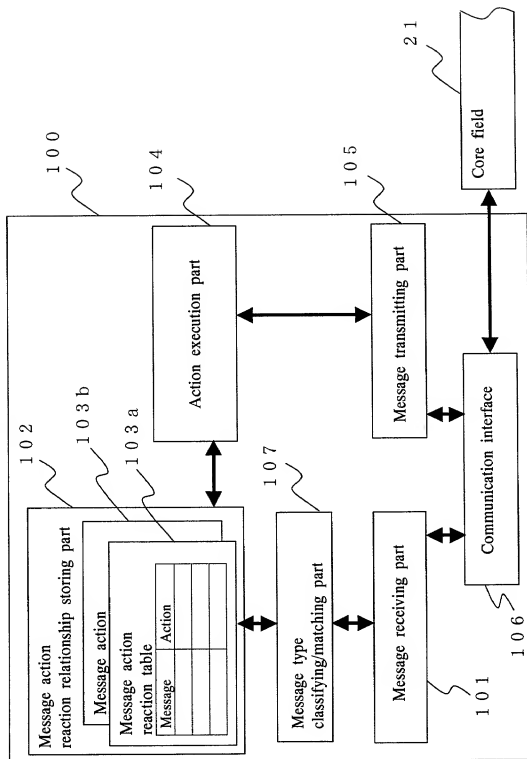 100
102
Message action
reaction relationship storing part
103b
Message action
103a
Message action
reaction table
Message Action
104
Action execution part
107
Message type
classifying/matching part
105
Message transmitting part
Message receiving part
101
Communication interface
106
21
Core field